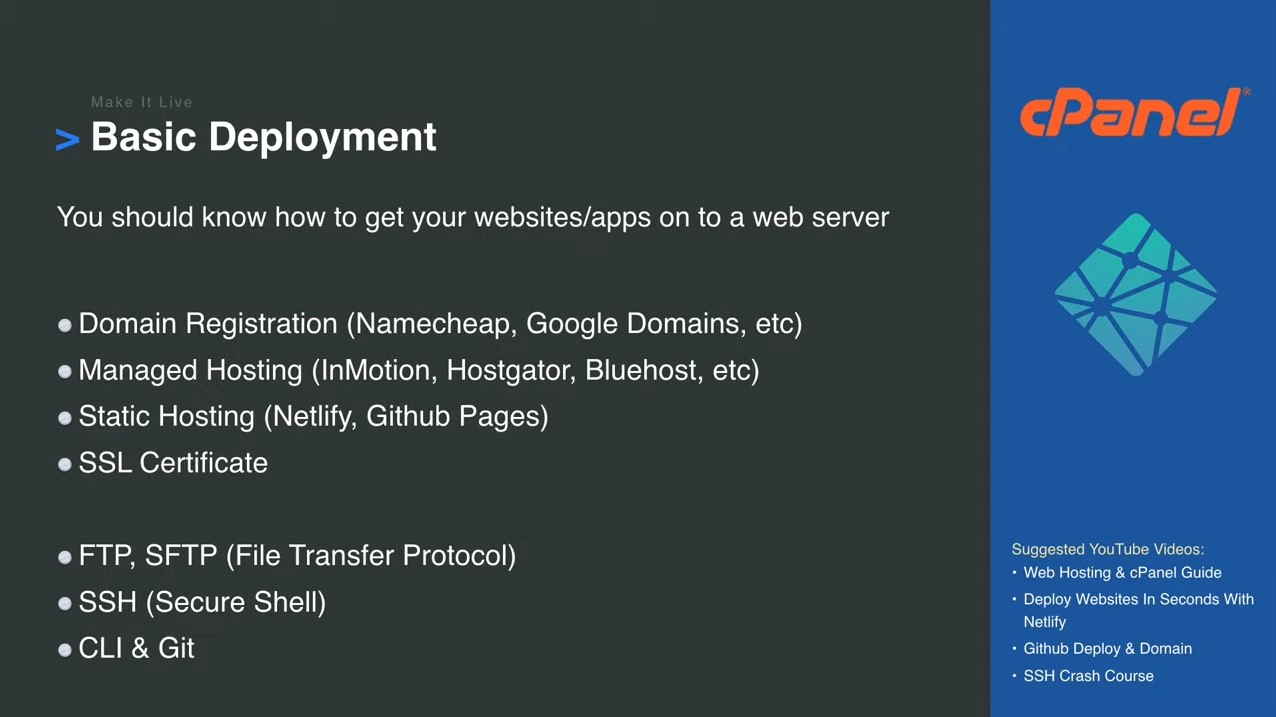 Make It Live
> Basic Deployment
You should know how to get your websites/apps on to a web server
Domain Registration (Namecheap, Google Domains, etc)
Managed Hosting (InMotion, Hostgator, Bluehost, etc)
Static Hosting (Netlify, Github Pages)
SSL Certificate
FTP, SFTP (File Transfer Protocol)
SSH (Secure Shell)
CLI & Git
cPanel®
Suggested YouTube Videos:
• Web Hosting & cPanel Guide
• Deploy Websites In Seconds With
Netlify
• Github Deploy & Domain
• SSH Crash Course